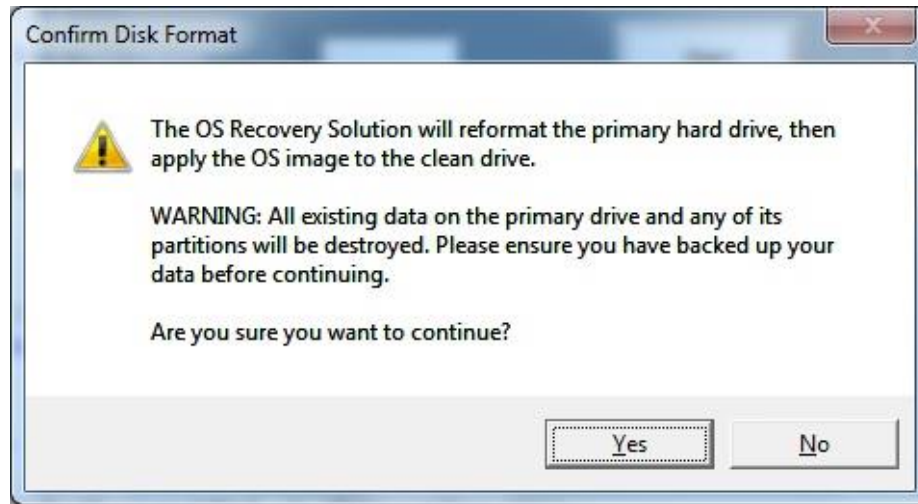 Confirm Disk Format
The OS Recovery Solution will reformat the primary hard drive, then
apply the OS image to the clean drive.
WARNING: All existing data on the primary drive and any of its
partitions will be destroyed. Please ensure you have backed up your
data before continuing.
Are you sure you want to continue?
Yes No